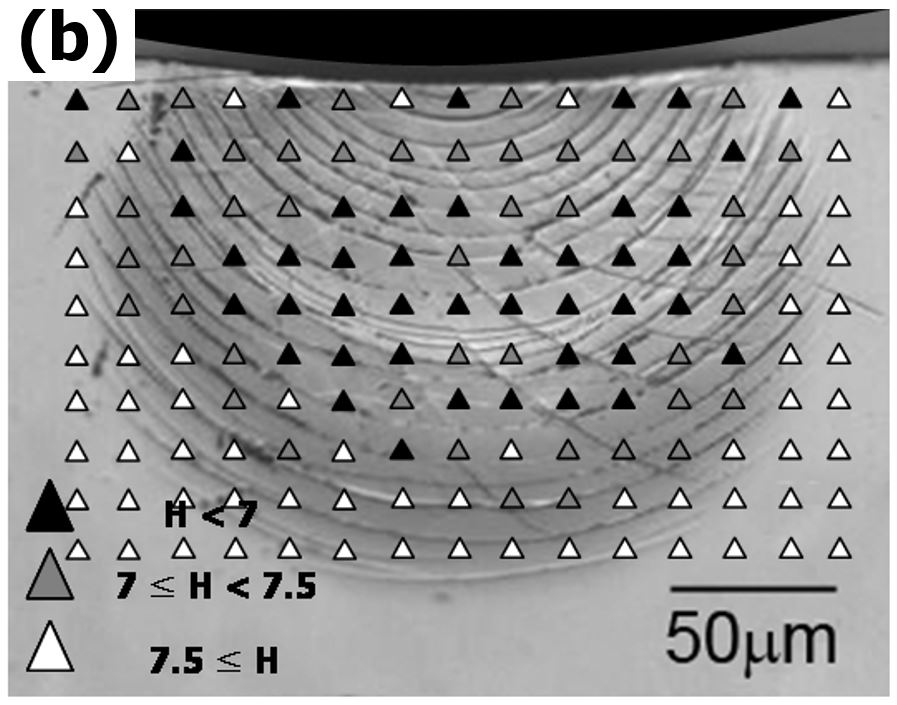 (b)
H < 7
7 ≤ H < 7.5
7.5 ≤ H
50μm